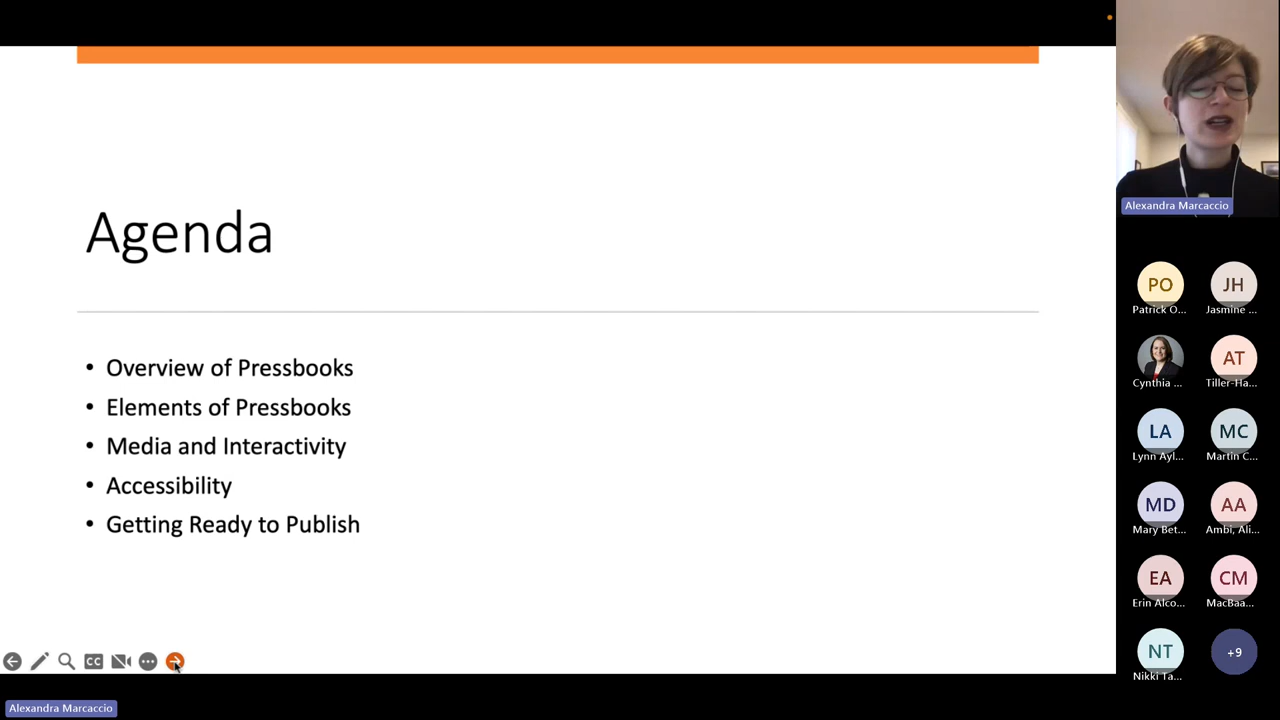 Agenda
• Overview of Pressbooks
• Elements of Pressbooks
• Media and Interactivity
• Accessibility
• Getting Ready to Publish
CC
Alexandra Marcaccio
Alexandra Marcaccio
PO
JH
Patrick O...
Jasmine ...
AT
Cynthia ...
Tiller-Ha...
LA
MC
Lynn Ayl...
Martin C...
MD
AA
Mary Bet...
Ambi, Ali...
EA
CM
Erin Alco...
MacBaa...
NT
+9
Nikki Ta...